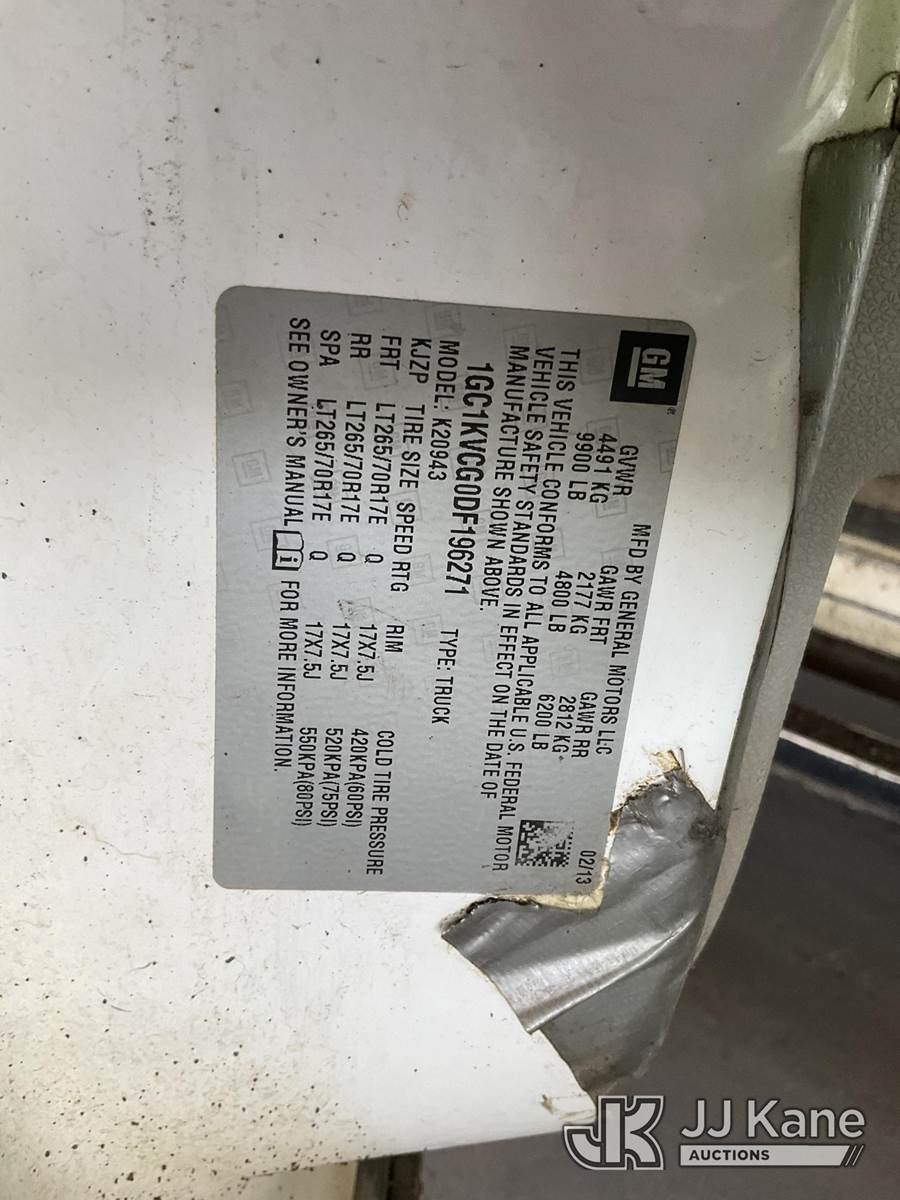 GM
MFD BY GENERAL MOTORS LLC 02/13
GVWR GAWR FRT GAWR RR
4491 KG 2177 KG 2812 KG
9900 LB 4800 LB 6200 LB
THIS VEHICLE CONFORMS TO ALL APPLICABLE U.S. FEDERAL MOTOR
VEHICLE SAFETY STANDARDS IN EFFECT ON THE DATE OF
MANUFACTURE SHOWN ABOVE.
1GC1KVCG0DF196271 TYPE: TRUCK
MODEL: K20943
KJZP TIRE SIZE SPEED RTG RIM COLD TIRE PRESSURE
FRT LT265/70R17E Q 17X7.5J 420KPA(60PSI)
RR LT265/70R17E Q 17X7.5J 520KPA(75PSI)
SPA LT265/70R17E Q 17X7.5J 550KPA(80PSI)
SEE OWNER'S MANUAL FOR MORE INFORMATION.
JK JJ Kane
AUCTIONS